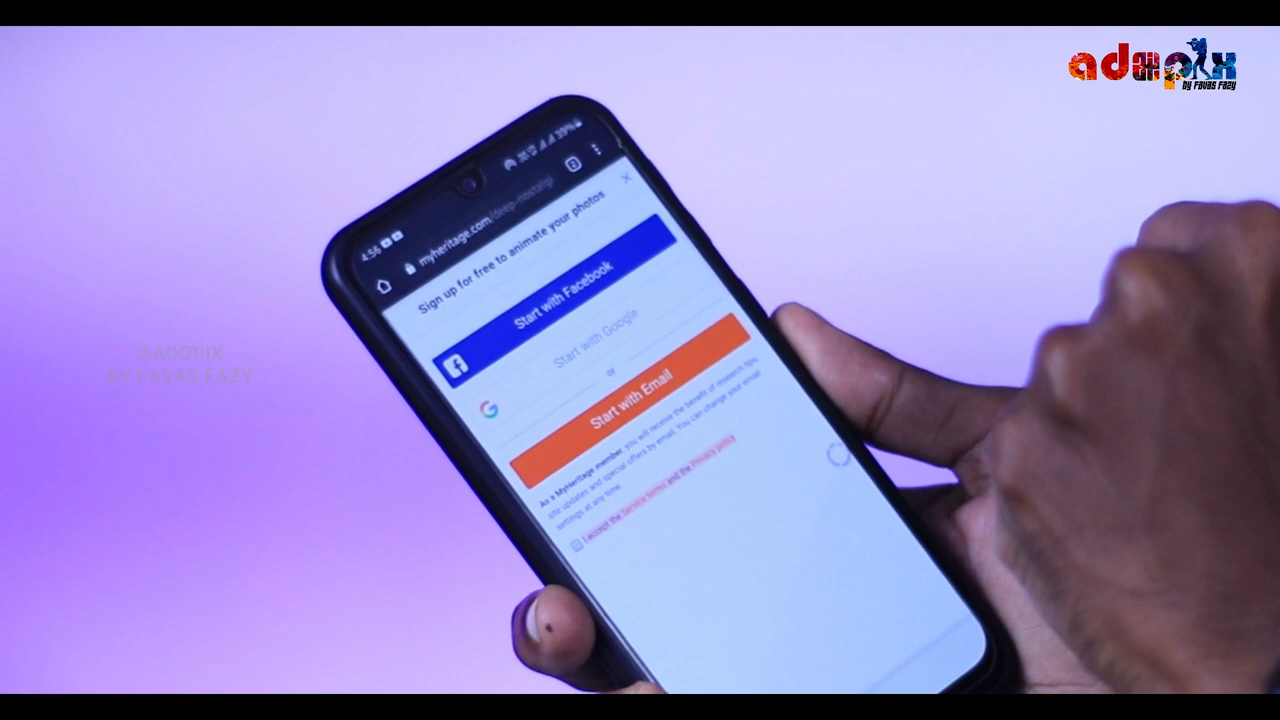 adopix
by FAVAS FAZY
4:56
39%
2
myheritage.com/deep-nostalgi
Sign up for free to animate your photos
Start with Facebook
Start with Google
or
Start with Email
As a MyHeritage member, you will receive the benefit of research tips,
site updates and special offers by email. You can change your email
settings at any time.
I accept the Service terms and the Privacy policy
©ADOPIX
BY FAVAS FAZY